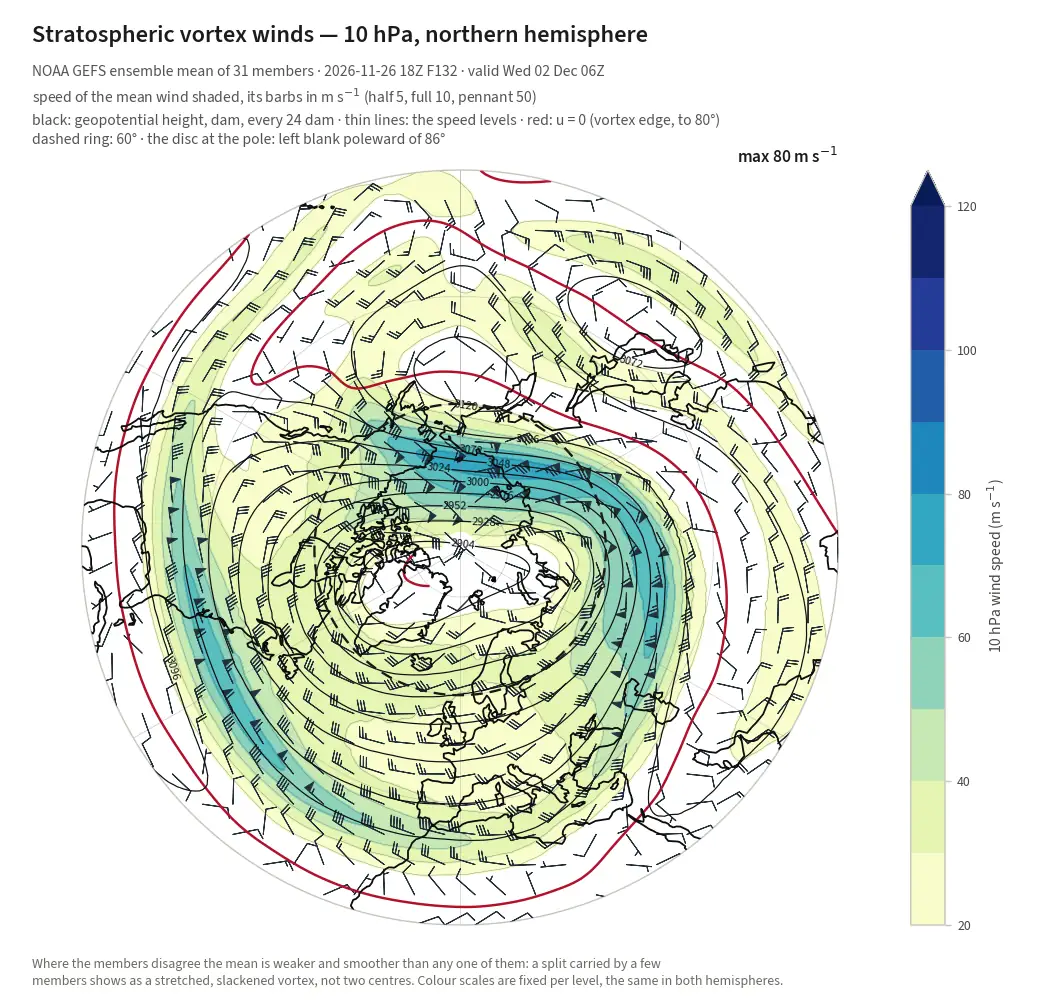 Stratospheric vortex winds — 10 hPa, northern hemisphere
NOAA GEFS ensemble mean of 31 members · 2026-11-26 18Z F132 · valid Wed 02 Dec 06Z
speed of the mean wind shaded, its barbs in m s⁻¹ (half 5, full 10, pennant 50)
black: geopotential height, dam, every 24 dam · thin lines: the speed levels · red: u = 0 (vortex edge, to 80°)
dashed ring: 60° · the disc at the pole: left blank poleward of 86°
max 80 m s⁻¹
120
100
80
60
40
20
10 hPa wind speed (m s⁻¹)
3072
3120
3024
3000
2952
2928
2904
3096
Where the members disagree the mean is weaker and smoother than any one of them: a split carried by a few
members shows as a stretched, slackened vortex, not two centres. Colour scales are fixed per level, the same in both hemispheres.